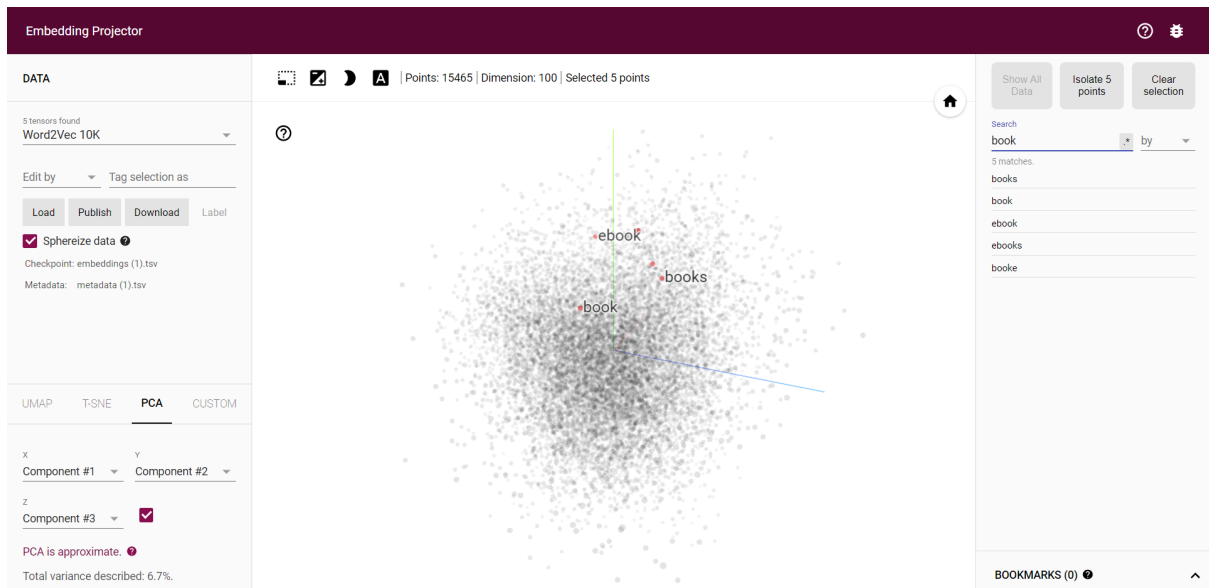 Embedding Projector
DATA
5 tensors found
Word2Vec 10K
Edit by
Tag selection as
Load
Publish
Download
Label
Sphereize data
Checkpoint: embeddings (1).tsv
Metadata: metadata (1).tsv
UMAP
T-SNE
PCA
CUSTOM
X
Component #1
Y
Component #2
Z
Component #3
PCA is approximate.
Total variance described: 6.7%.
A
Points: 15465 | Dimension: 100 | Selected 5 points
ebook
books
book
Show All
Data
Isolate 5
points
Clear
selection
Search
book
.*
by
5 matches.
books
book
ebook
ebooks
booke
BOOKMARKS (0)